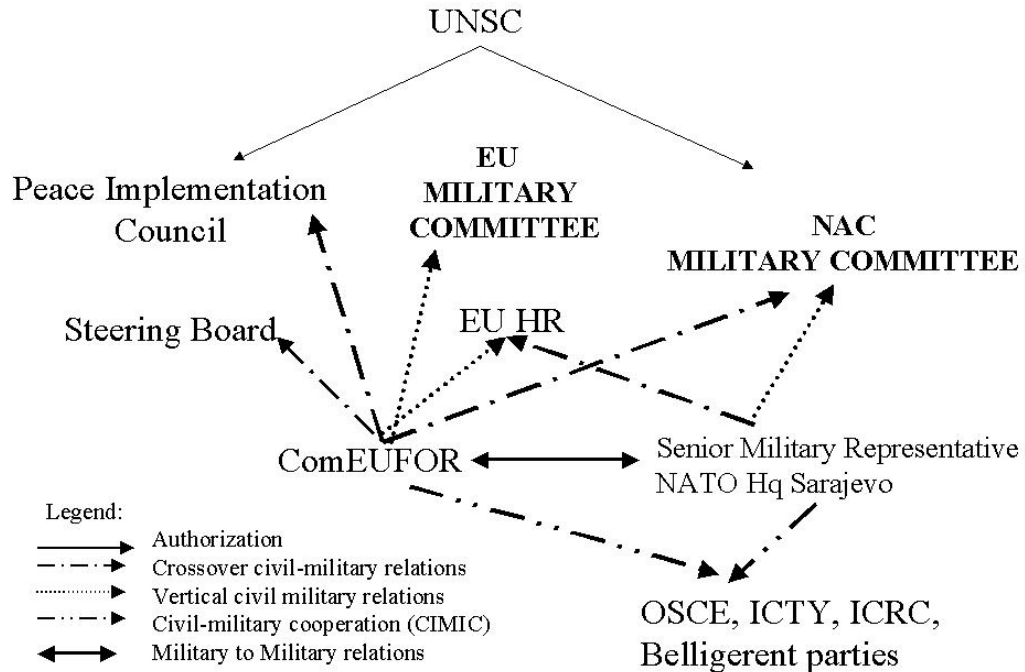 UNSC
Peace Implementation
Council
EU
MILITARY
COMMITTEE
NAC
MILITARY COMMITTEE
Steering Board
EU HR
ComEUFOR
Senior Military Representative
NATO Hq Sarajevo
Legend:
Authorization
Crossover civil-military relations
Vertical civil military relations
Civil-military cooperation (CIMIC)
Military to Military relations
OSCE, ICTY, ICRC,
Belligerent parties